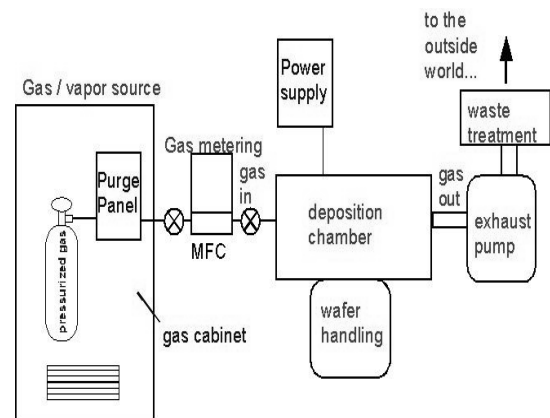 to the
outside
world...
Gas / vapor source
Power
supply
waste
treatment
Purge
Panel
Gas metering
gas
in
gas
out
pressurized gas
deposition
chamber
exhaust
pump
MFC
wafer
handling
gas cabinet